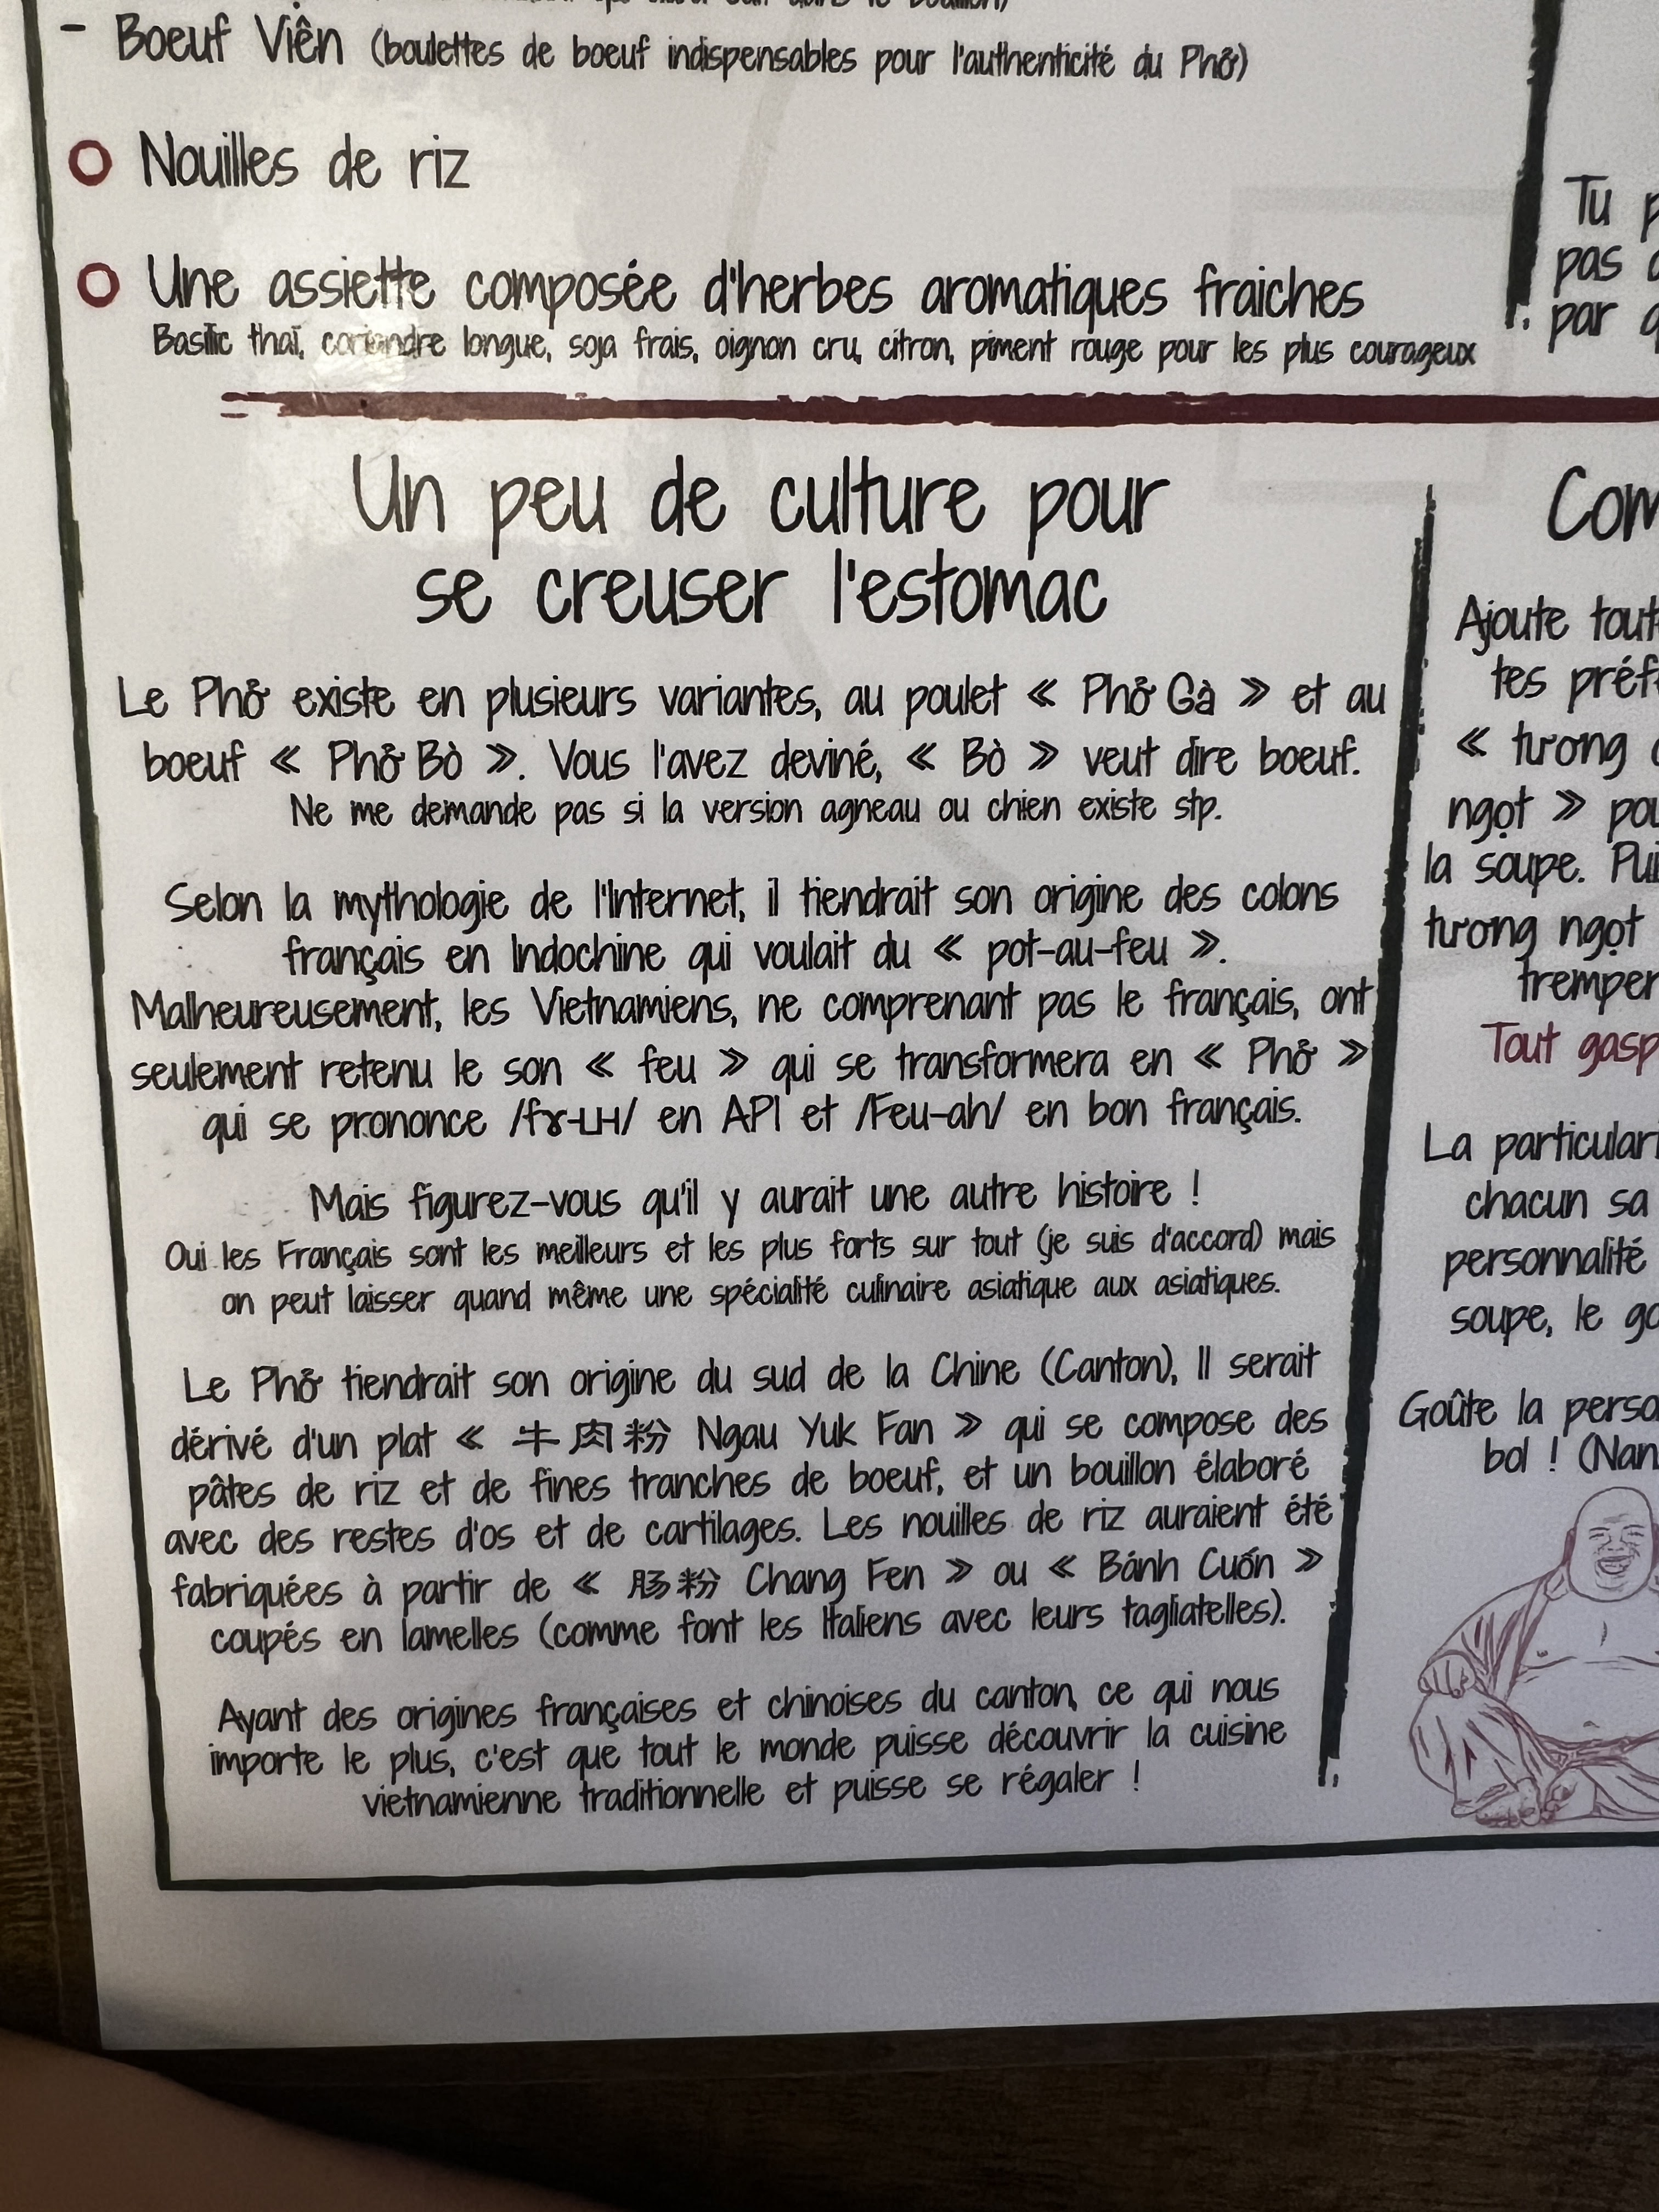 - Boeuf Viên (boulettes de boeuf indispensables pour l'authenticité du Phở)
Nouilles de riz
Une assiette composée d'herbes aromatiques fraiches
Basilic thaï, coriandre longue, soja frais, oignon cru, citron, piment rouge pour les plus courageux
Un peu de culture pour
se creuser l'estomac
Le Phở existe en plusieurs variantes, au poulet « Phở Gà » et au
boeuf « Phở Bò ». Vous l'avez deviné, « Bò » veut dire boeuf.
Ne me demande pas si la version agneau ou chien existe stp.
Selon la mythologie de l'Internet, il tiendrait son origine des colons
français en Indochine qui voulait du « pot-au-feu ».
Malheureusement, les Vietnamiens, ne comprenant pas le français, ont
seulement retenu le son « feu » qui se transformera en « Phở »
qui se prononce /fɤ-LH/ en API et /Feu-ah/ en bon français.
Mais figurez-vous qu'il y aurait une autre histoire !
Oui les Français sont les meilleurs et les plus forts sur tout (je suis d'accord) mais
on peut laisser quand même une spécialité culinaire asiatique aux asiatiques.
Le Phở tiendrait son origine du sud de la Chine (Canton), Il serait
dérivé d'un plat « 牛肉粉 Ngau Yuk Fan » qui se compose des
pâtes de riz et de fines tranches de boeuf, et un bouillon élaboré
avec des restes d'os et de cartilages. Les nouilles de riz auraient été
fabriquées à partir de « 肠粉 Chang Fen » ou « Bánh Cuốn »
coupés en lamelles (comme font les Italiens avec leurs tagliatelles).
Ayant des origines françaises et chinoises du canton, ce qui nous
importe le plus, c'est que tout le monde puisse découvrir la cuisine
vietnamienne traditionnelle et puisse se régaler !
Tu
pas
par
Ajoute
tes
« tương
ngọt »
la soupe.
tương ngọt
tremper
Tout
La
chacun sa
personnalité
soupe, le
Goûte la
bol !